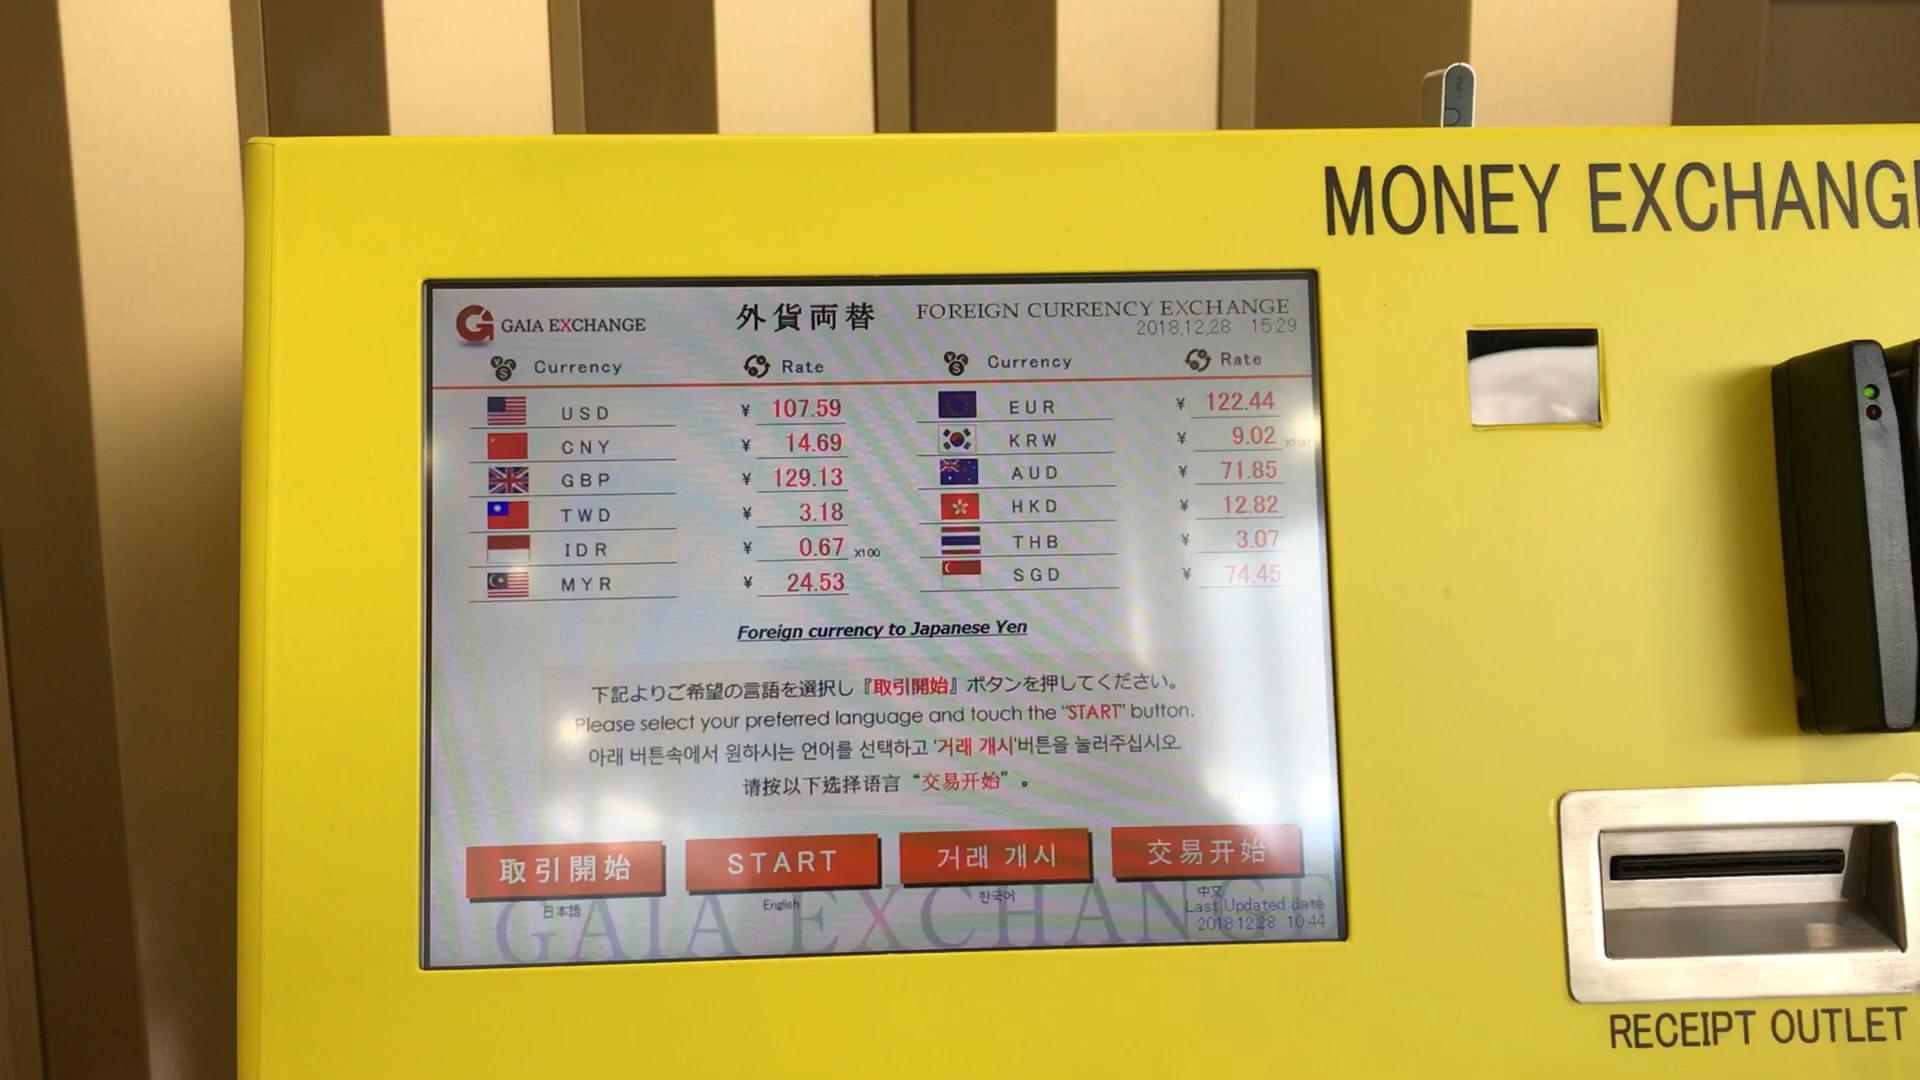 MONEY EXCHANG
GAIA EXCHANGE
外貨両替
FOREIGN CURRENCY EXCHANGE
2018,12,28 15:29
Currency Rate Currency Rate
USD ¥ 107.59 EUR ¥ 122.44
CNY ¥ 14.69 KRW ¥ 9.02 X100
GBP ¥ 129.13 AUD ¥ 71.85
TWD ¥ 3.18 HKD ¥ 12.82
IDR ¥ 0.67 X100 THB ¥ 3.07
MYR ¥ 24.53 SGD ¥ 74.45
Foreign currency to Japanese Yen
下記よりご希望の言語を選択し『取引開始』ボタンを押してください。
Please select your preferred language and touch the "START" button.
아래 버튼속에서 원하시는 언어를 선택하고 '거래 개시'버튼을 눌러주십시오
请按以下选择语言“交易开始”。
取引開始 START 거래 개시 交易开始
日本語 English 한국어 中文
GAIA EXCHANGE
Last Updated date
2018 12 28 10:44
RECEIPT OUTLET